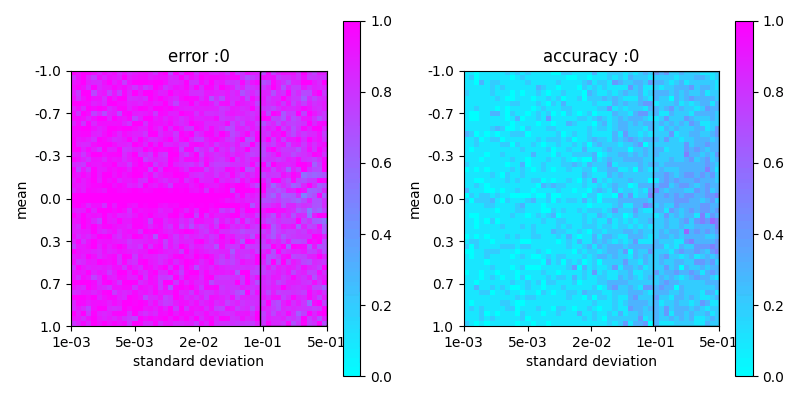 error :0
accuracy :0
-1.0
-0.7
-0.3
0.0
0.3
0.7
1.0
mean
1e-03
5e-03
2e-02
1e-01
5e-01
standard deviation
1.0
0.8
0.6
0.4
0.2
0.0
-1.0
-0.7
-0.3
0.0
0.3
0.7
1.0
mean
1e-03
5e-03
2e-02
1e-01
5e-01
standard deviation
1.0
0.8
0.6
0.4
0.2
0.0